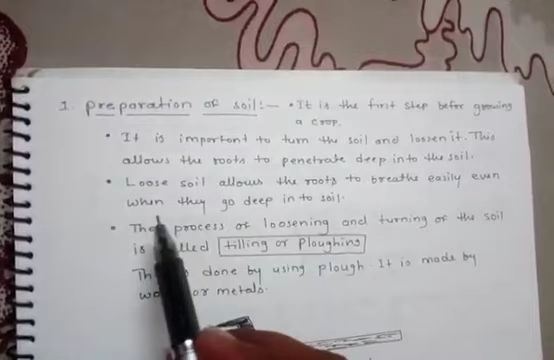 1. Preparation of soil:- • It is the first step befor growing
a crop.
• It is important to turn the soil and loosen it. This
allows the roots to penetrate deep into the soil.
• Loose soil allows the roots to breathe easily even
when they go deep in to soil.
• The process of loosening and turning of the soil
is called tilling or Ploughing
done by using plough. It is made by
or metals.